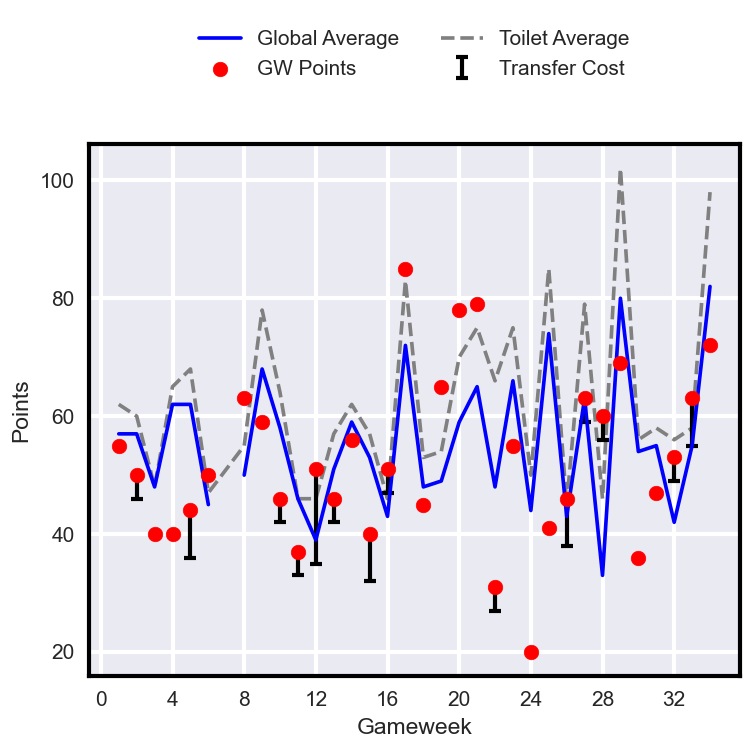 Global Average
Toilet Average
GW Points
Transfer Cost
100
80
60
40
20
Points
0 4 8 12 16 20 24 28 32
Gameweek